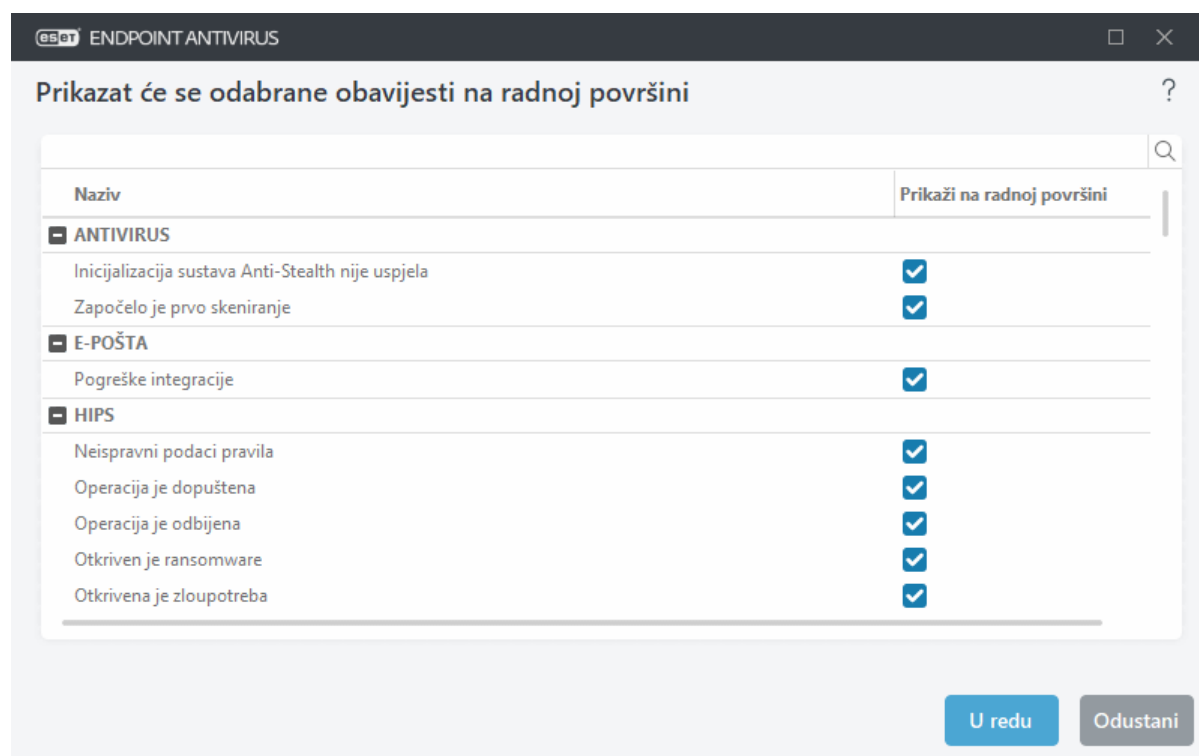 eset ENDPOINT ANTIVIRUS
Prikazat će se odabrane obavijesti na radnoj površini
?
Naziv Prikaži na radnoj površini
ANTIVIRUS
Inicijalizacija sustava Anti-Stealth nije uspjela
Započelo je prvo skeniranje
E-POŠTA
Pogreške integracije
HIPS
Neispravni podaci pravila
Operacija je dopuštena
Operacija je odbijena
Otkriven je ransomware
Otkrivena je zloupotreba
U redu Odustani